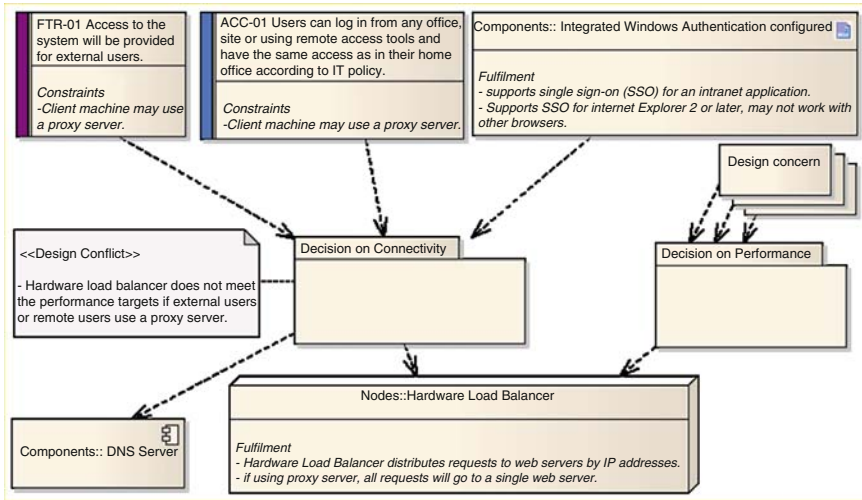 FTR-01 Access to the
system will be provided
for external users.
Constraints
-Client machine may use
a proxy server.
ACC-01 Users can log in from any office,
site or using remote access tools and
have the same access as in their home
office according to IT policy.
Constraints
-Client machine may use a proxy server.
Components:: Integrated Windows Authentication configured
Fulfilment
- supports single sign-on (SSO) for an intranet application.
- Supports SSO for internet Explorer 2 or later, may not work with
other browsers.
Design concern
<<Design Conflict>>
- Hardware load balancer does not meet
the performance targets if external users
or remote users use a proxy server.
Decision on Connectivity
Decision on Performance
Components:: DNS Server
Nodes::Hardware Load Balancer
Fulfilment
- Hardware Load Balancer distributes requests to web servers by IP addresses.
- if using proxy server, all requests will go to a single web server.